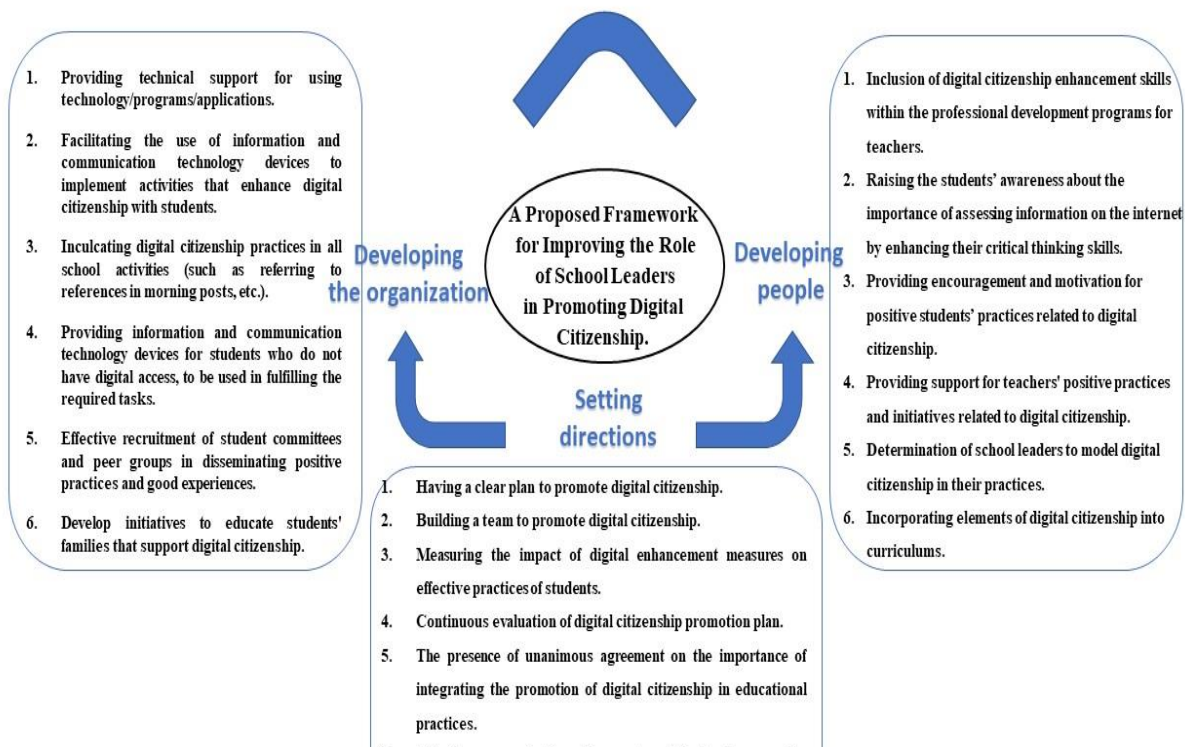 1. Providing technical support for using
technology/programs/applications.
2. Facilitating the use of information and
communication technology devices to
implement activities that enhance digital
citizenship with students.
3. Inculcating digital citizenship practices in all
school activities (such as referring to
references in morning posts, etc.).
4. Providing information and communication
technology devices for students who do not
have digital access, to be used in fulfilling the
required tasks.
5. Effective recruitment of student committees
and peer groups in disseminating positive
practices and good experiences.
6. Develop initiatives to educate students'
families that support digital citizenship.
Developing
the organization
A Proposed Framework
for Improving the Role
of School Leaders
in Promoting Digital
Citizenship.
Developing
people
Setting
directions
1. Inclusion of digital citizenship enhancement skills
within the professional development programs for
teachers.
2. Raising the students’ awareness about the
importance of assessing information on the internet
by enhancing their critical thinking skills.
3. Providing encouragement and motivation for
positive students’ practices related to digital
citizenship.
4. Providing support for teachers' positive practices
and initiatives related to digital citizenship.
5. Determination of school leaders to model digital
citizenship in their practices.
6. Incorporating elements of digital citizenship into
curriculums.
1. Having a clear plan to promote digital citizenship.
2. Building a team to promote digital citizenship.
3. Measuring the impact of digital enhancement measures on
effective practices of students.
4. Continuous evaluation of digital citizenship promotion plan.
5. The presence of unanimous agreement on the importance of
integrating the promotion of digital citizenship in educational
practices.